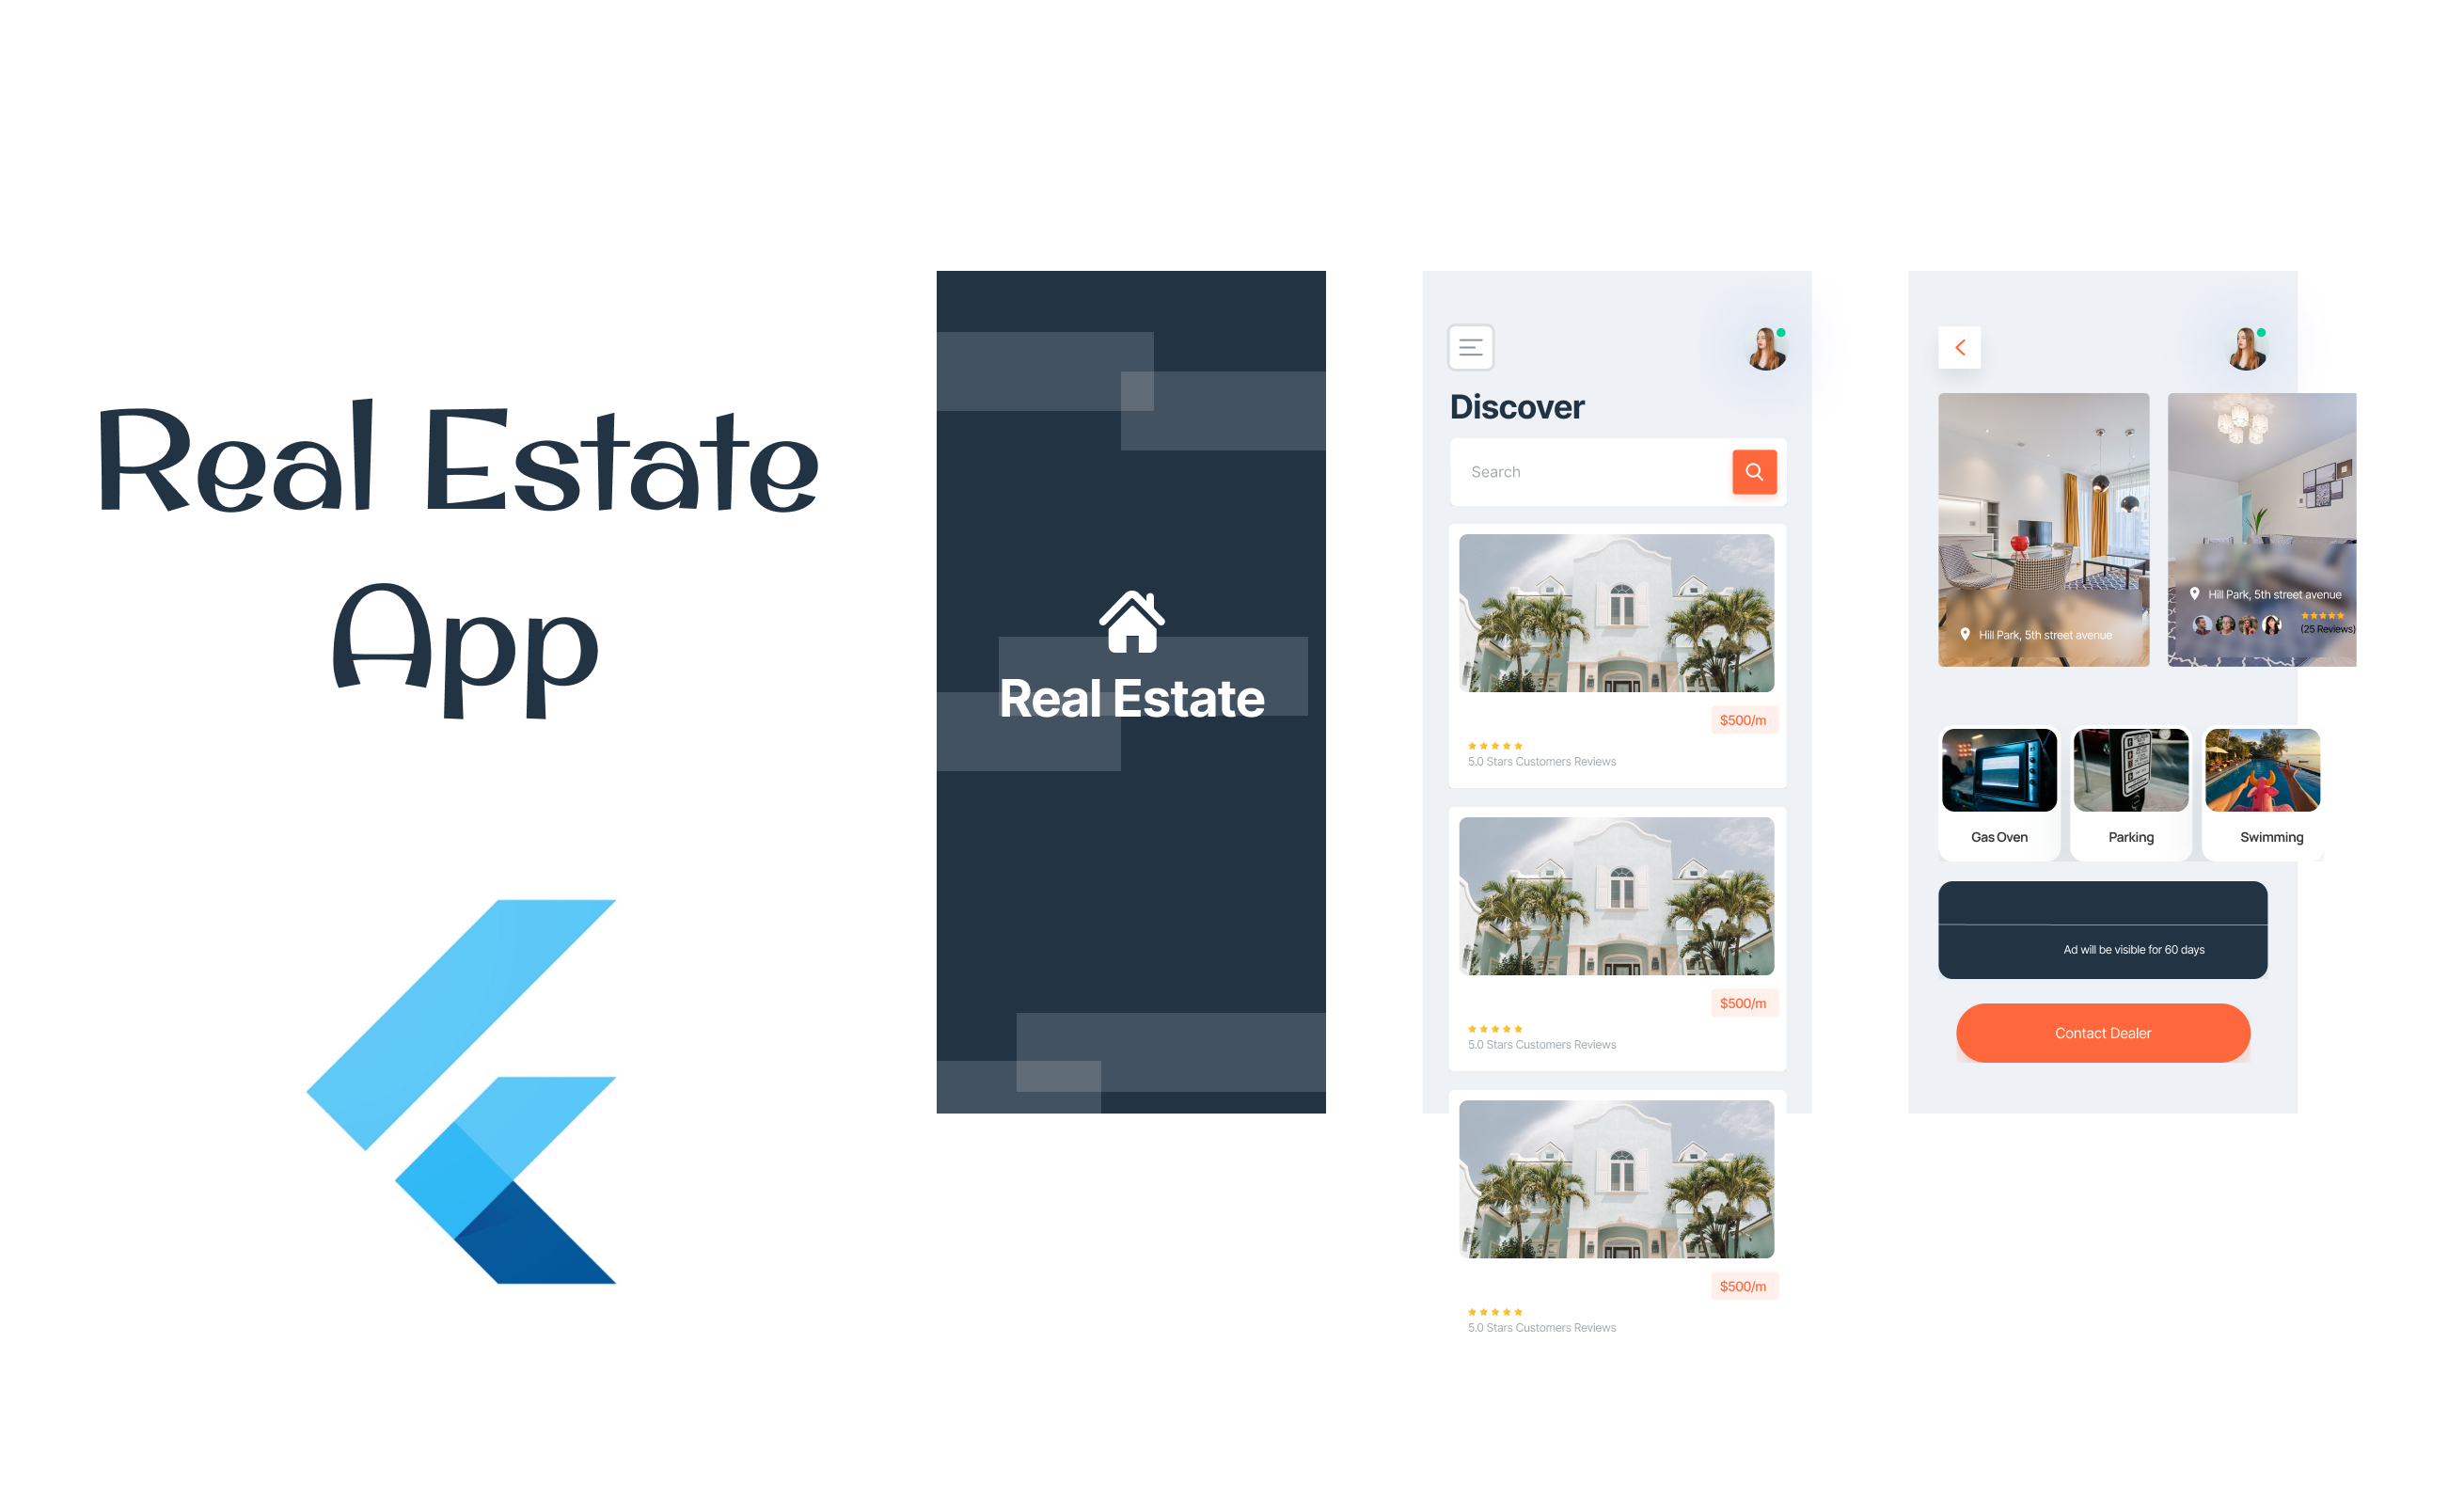 Real Estate
App
Real Estate
Discover
Search
$500/m
5.0 Stars Customers Reviews
$500/m
5.0 Stars Customers Reviews
$500/m
5.0 Stars Customers Reviews
Hill Park, 5th street avenue
Hill Park, 5th street avenue
(25 Reviews)
Gas Oven
Parking
Swimming
Ad will be visible for 60 days
Contact Dealer